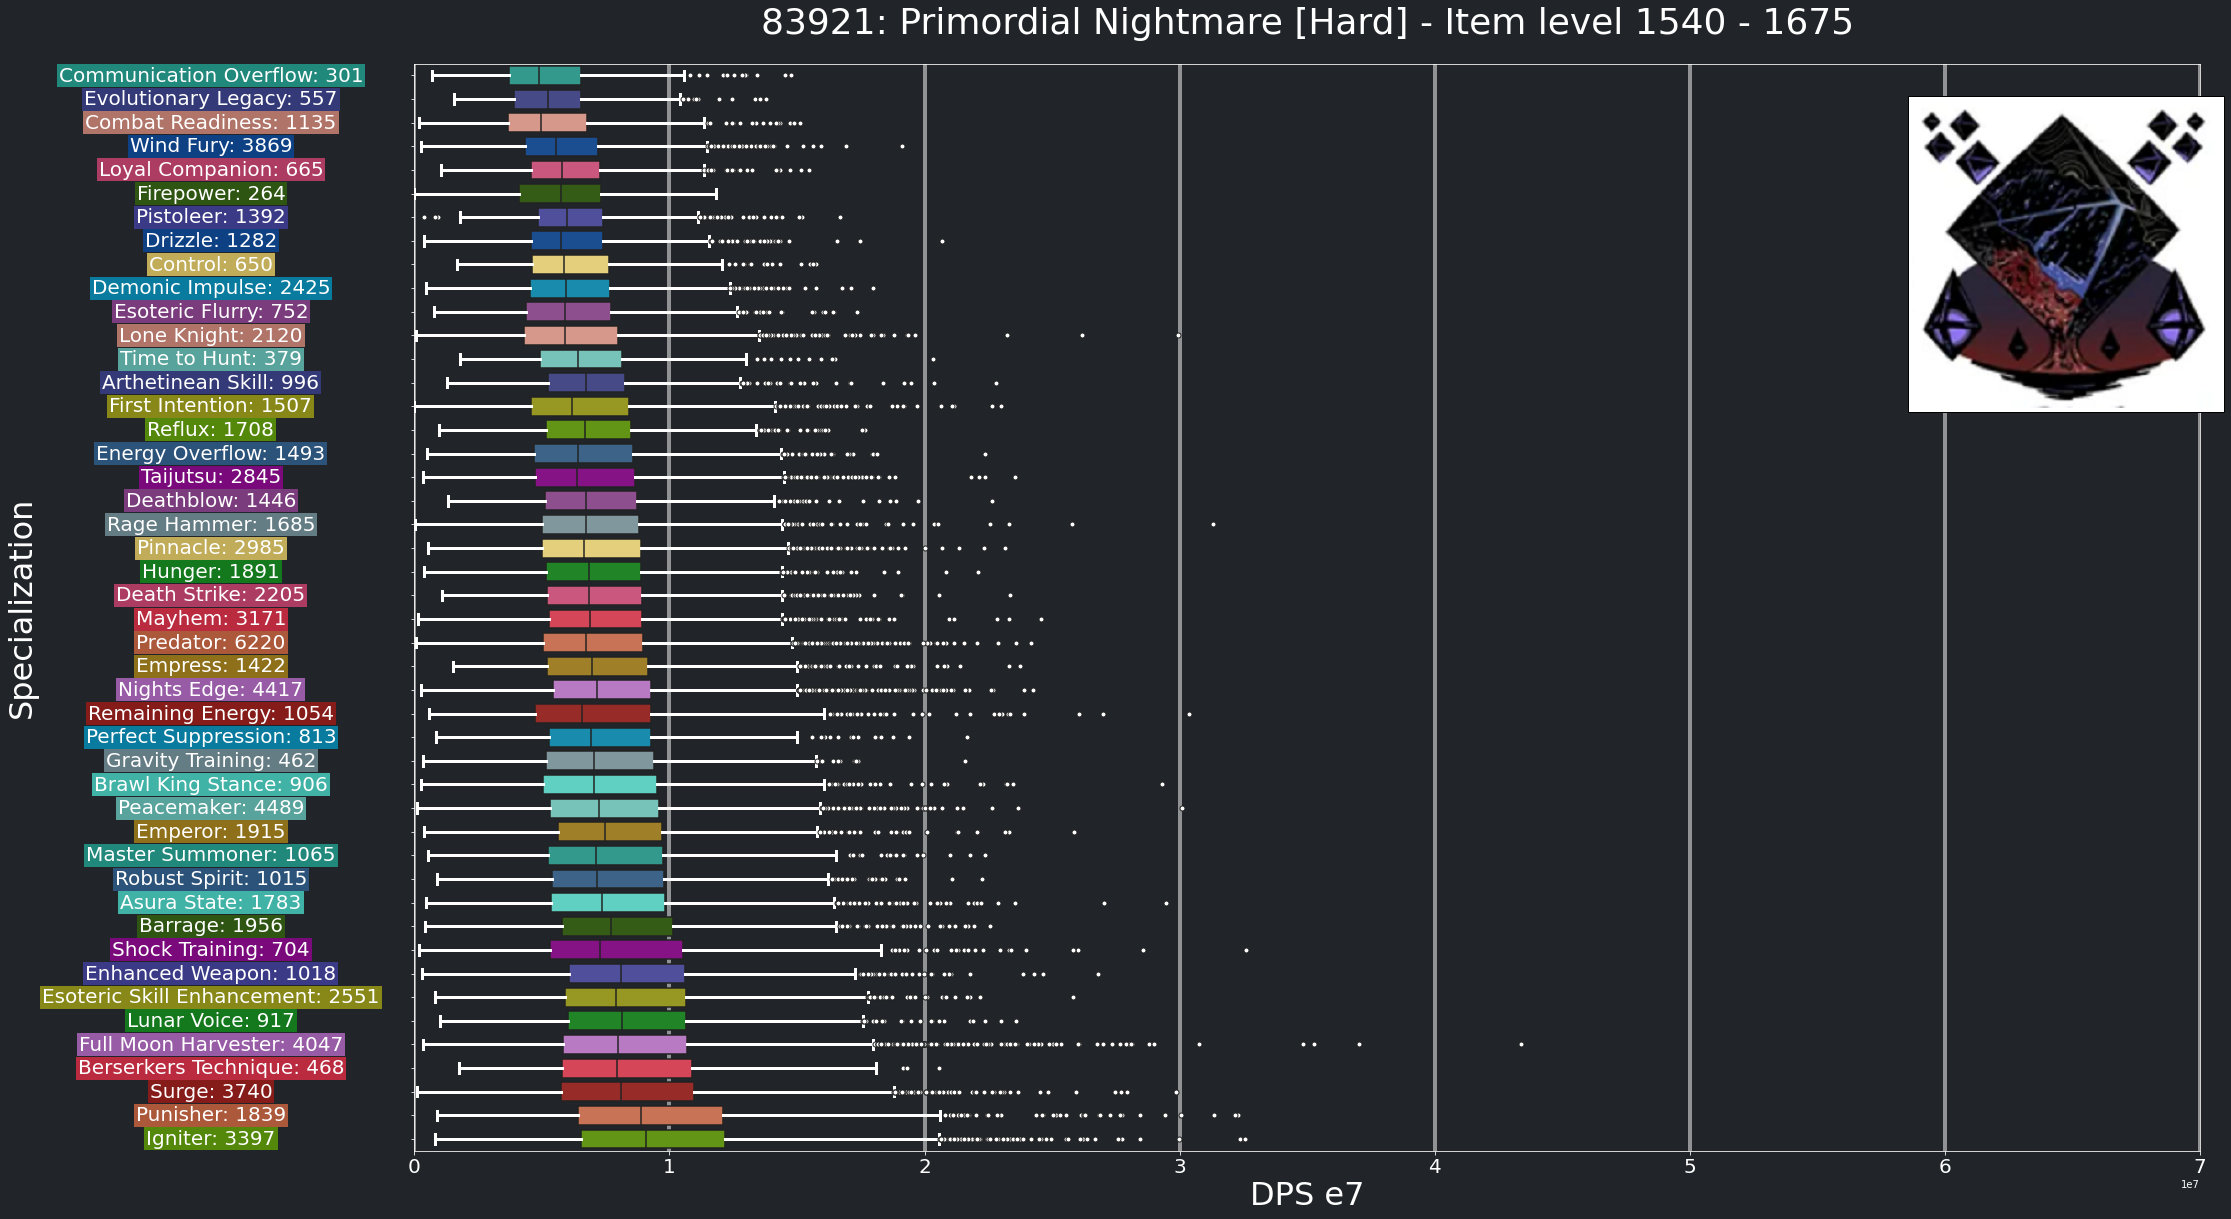 83921: Primordial Nightmare [Hard] - Item level 1540 - 1675
Communication Overflow: 301
Evolutionary Legacy: 557
Combat Readiness: 1135
Wind Fury: 3869
Loyal Companion: 665
Firepower: 264
Pistoleer: 1392
Drizzle: 1282
Control: 650
Demonic Impulse: 2425
Esoteric Flurry: 752
Lone Knight: 2120
Time to Hunt: 379
Arthetinean Skill: 996
First Intention: 1507
Reflux: 1708
Energy Overflow: 1493
Taijutsu: 2845
Deathblow: 1446
Rage Hammer: 1685
Pinnacle: 2985
Hunger: 1891
Death Strike: 2205
Mayhem: 3171
Predator: 6220
Empress: 1422
Nights Edge: 4417
Remaining Energy: 1054
Perfect Suppression: 813
Gravity Training: 462
Brawl King Stance: 906
Peacemaker: 4489
Emperor: 1915
Master Summoner: 1065
Robust Spirit: 1015
Asura State: 1783
Barrage: 1956
Shock Training: 704
Enhanced Weapon: 1018
Esoteric Skill Enhancement: 2551
Lunar Voice: 917
Full Moon Harvester: 4047
Berserkers Technique: 468
Surge: 3740
Punisher: 1839
Igniter: 3397
Specialization
0 1 2 3 4 5 6 7
1e7
DPS e7